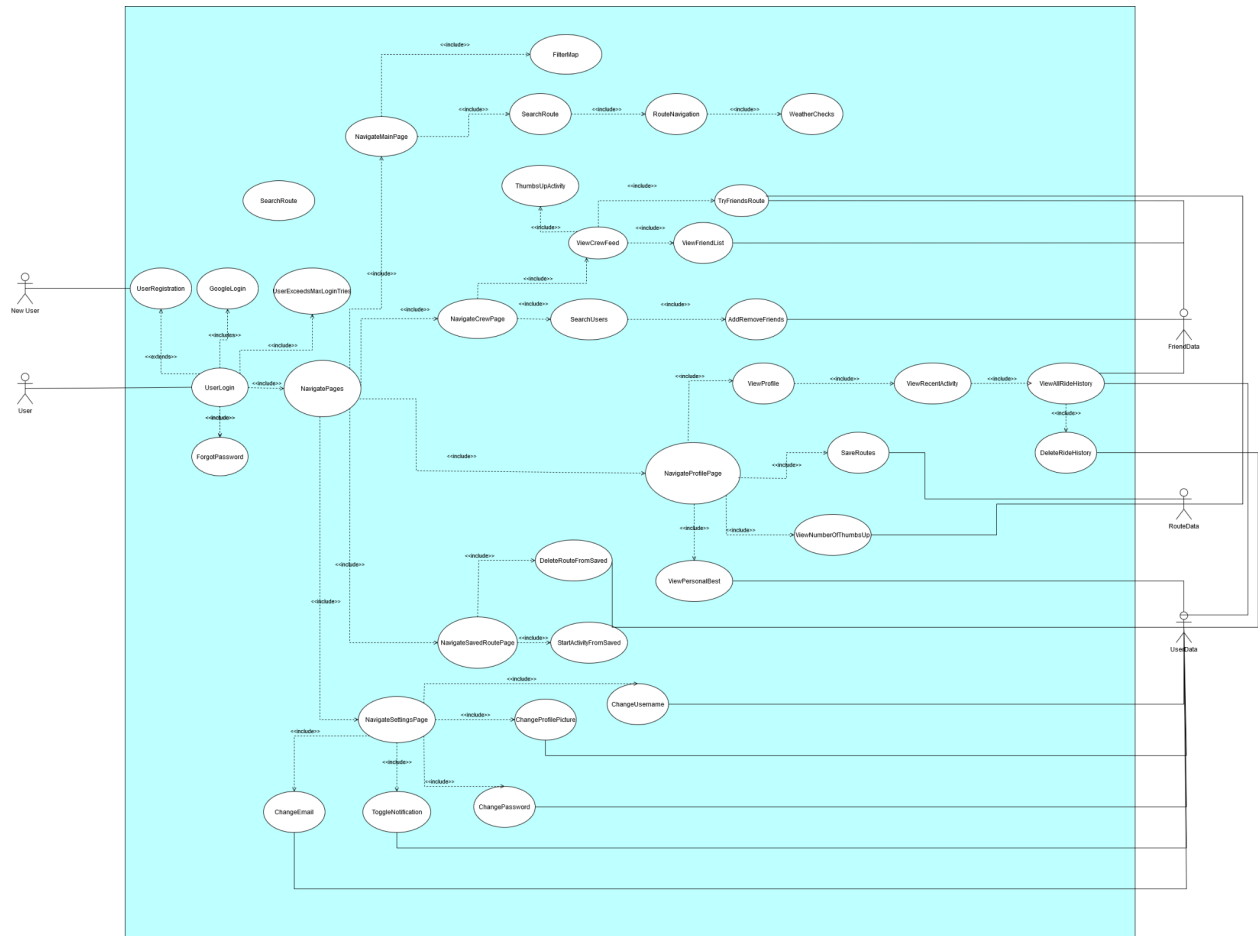 <<include>>
FilterMap
<<include>>
SearchRoute
<<include>>
RouteNavigation
<<include>>
WeatherChecks
NavigateMainPage
SearchRoute
ThumbsUpActivity
<<include>>
TryFriendsRoute
<<include>>
ViewCrewFeed
<<include>>
ViewFriendList
<<include>>
<<include>>
New User
UserRegistration
GoogleLogin
UserExceedsMaxLoginTries
NavigateCrewPage
<<include>>
SearchUsers
<<include>>
AddRemoveFriends
FriendData
<<includes>>
<<include>>
<<extends>>
User
UserLogin
<<include>>
NavigatePages
<<include>>
ViewProfile
<<include>>
ViewRecentActivity
<<include>>
ViewAllRideHistory
<<include>>
<<include>>
ForgotPassword
<<include>>
NavigateProfilePage
<<include>>
SaveRoutes
DeleteRideHistory
RouteData
<<include>>
<<include>>
ViewNumberOfThumbsUp
<<include>>
DeleteRouteFromSaved
<<include>>
ViewPersonalBest
<<include>>
NavigateSavedRoutePage
<<include>>
StartActivityFromSaved
UserData
<<include>>
ChangeUsername
NavigateSettingsPage
<<include>>
ChangeProfilePicture
<<include>>
<<include>>
<<include>>
ChangeEmail
ToggleNotification
ChangePassword